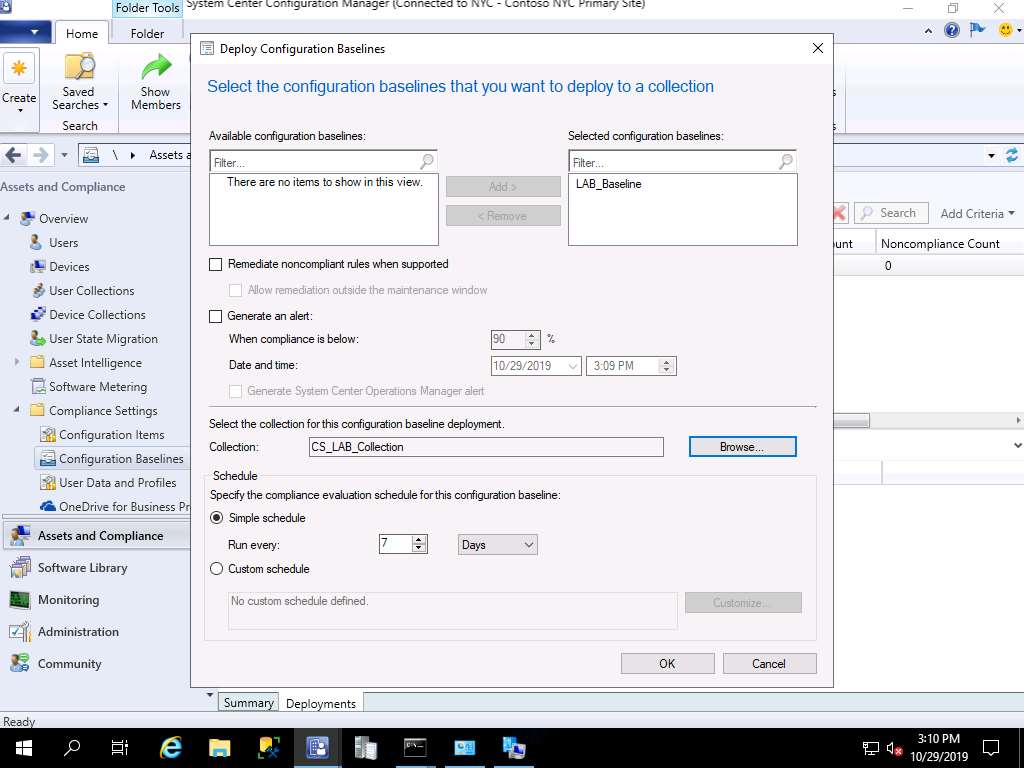 Folder Tools
System Center Configuration Manager (Connected to NYC - Contoso NYC Primary Site)
Home
Folder
Create
Saved
Searches
Search
Show
Members
\
Assets a
Assets and Compliance
Overview
Users
Devices
User Collections
Device Collections
User State Migration
Asset Intelligence
Software Metering
Compliance Settings
Configuration Items
Configuration Baselines
User Data and Profiles
OneDrive for Business Pr
Assets and Compliance
Software Library
Monitoring
Administration
Community
Deploy Configuration Baselines
Select the configuration baselines that you want to deploy to a collection
Available configuration baselines:
Filter...
There are no items to show in this view.
Add >
< Remove
Selected configuration baselines:
Filter...
LAB_Baseline
Remediate noncompliant rules when supported
Allow remediation outside the maintenance window
Generate an alert:
When compliance is below:
90
%
Date and time:
10/29/2019
3:09 PM
Generate System Center Operations Manager alert
Select the collection for this configuration baseline deployment.
Collection:
CS_LAB_Collection
Browse...
Schedule
Specify the compliance evaluation schedule for this configuration baseline:
Simple schedule
Run every:
7
Days
Custom schedule
No custom schedule defined.
Customize...
OK
Cancel
Search
Add Criteria
unt
Noncompliance Count
0
Summary
Deployments
Ready
3:10 PM
10/29/2019